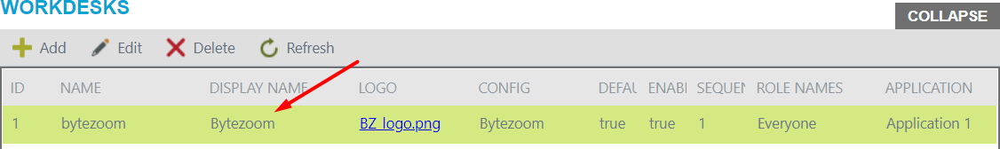 WORKDESKS
COLLAPSE
Add Edit Delete Refresh
ID NAME DISPLAY NAME LOGO CONFIG DEFAU ENABI SEQUEN ROLE NAMES APPLICATION
1 bytezoom Bytezoom BZ_logo.png Bytezoom true true 1 Everyone Application 1